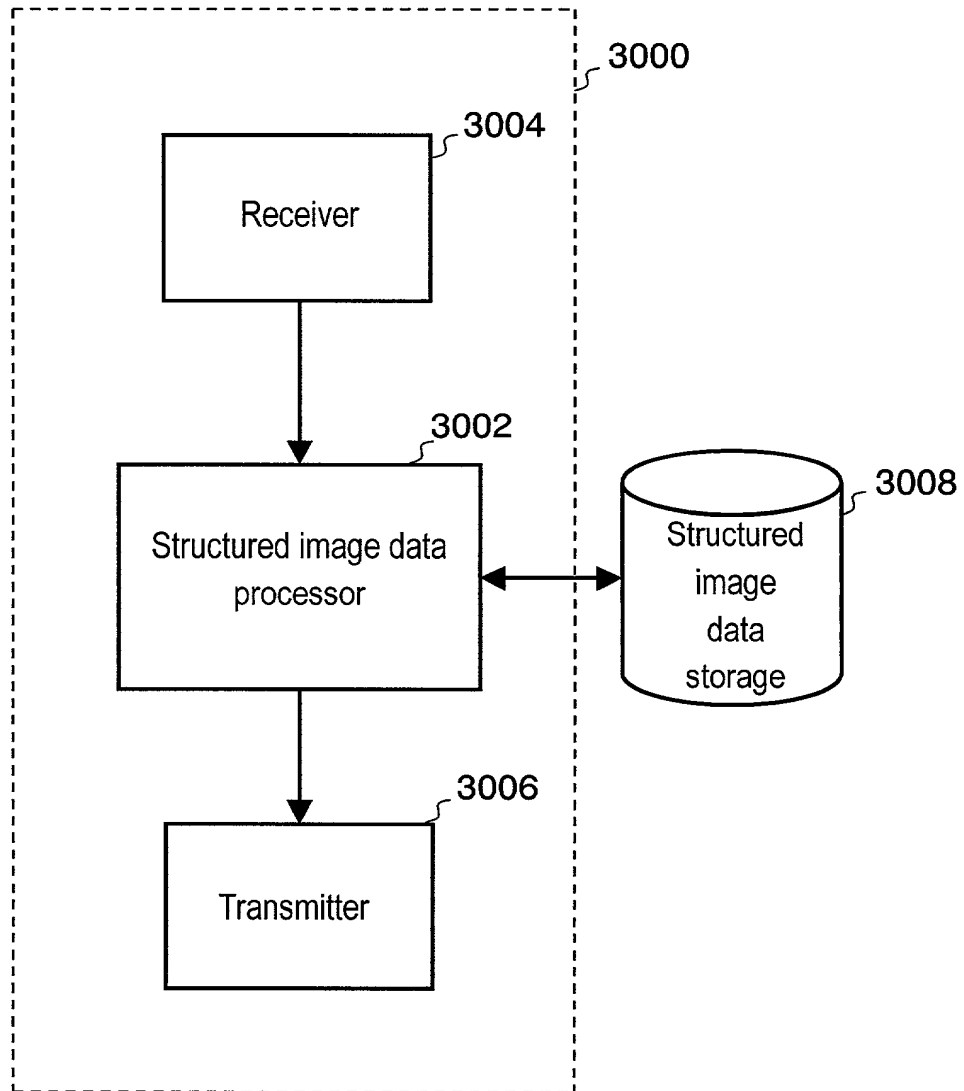 3000
3004
Receiver
3002
Structured image data
processor
3008
Structured
image
data
storage
3006
Transmitter